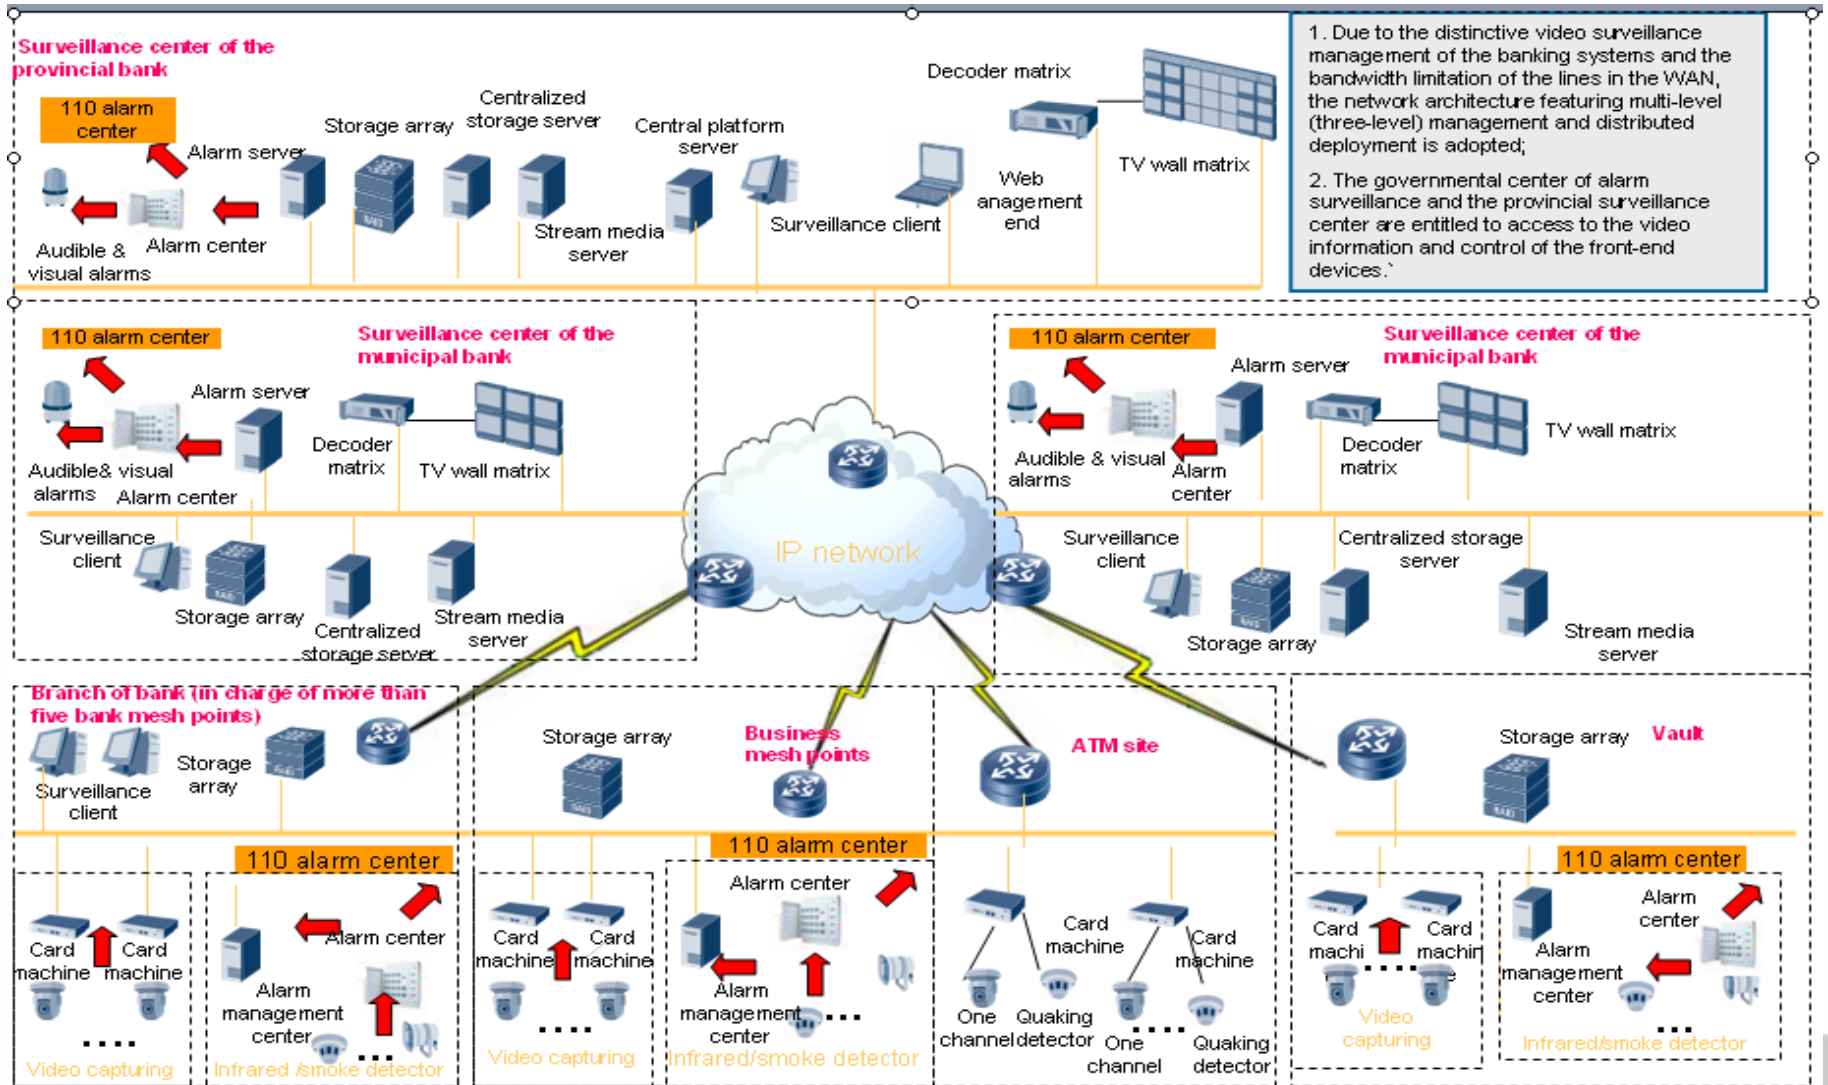 Surveillance center of the
provincial bank
110 alarm
center
Alarm server
Storage array
Centralized
storage server
Central platform
server
Decoder matrix
TV wall matrix
Audible &
visual alarms
Alarm center
RAID
Stream media
server
Surveillance client
Web
anagement
end
1. Due to the distinctive video surveillance
management of the banking systems and the
bandwidth limitation of the lines in the WAN,
the network architecture featuring multi-level
(three-level) management and distributed
deployment is adopted;
2. The governmental center of alarm
surveillance and the provincial surveillance
center are entitled to access to the video
information and control of the front-end
devices.`
110 alarm center
Surveillance center of the
municipal bank
Alarm server
Audible& visual
alarms
Alarm center
Decoder
matrix
TV wall matrix
Surveillance
client
RAID
Storage array
Centralized
storage server
Stream media
server
IP network
110 alarm center
Surveillance center of the
municipal bank
Alarm server
Audible & visual
alarms
Alarm
center
Decoder
matrix
TV wall matrix
Surveillance
client
RAID
Storage array
Centralized storage
server
Stream media
server
Branch of bank (in charge of more than
five bank mesh points)
Surveillance
client
Storage
array
RAID
110 alarm center
Card
machine
Card
machine
Video capturing
Alarm center
Alarm
management
center
Infrared /smoke detector
Storage array
RAID
Business
mesh points
110 alarm center
Card
machine
Card
machine
Video capturing
Alarm center
Alarm
management
center
Infrared/smoke detector
ATM site
Card
machine
Card
machine
One
channel
Quaking
detector
One
channel
Quaking
detector
Storage array
RAID
Vault
110 alarm center
Card
machi
Card
machin
e
Video
capturing
Alarm
center
Alarm
management
center
Infrared/smoke detector